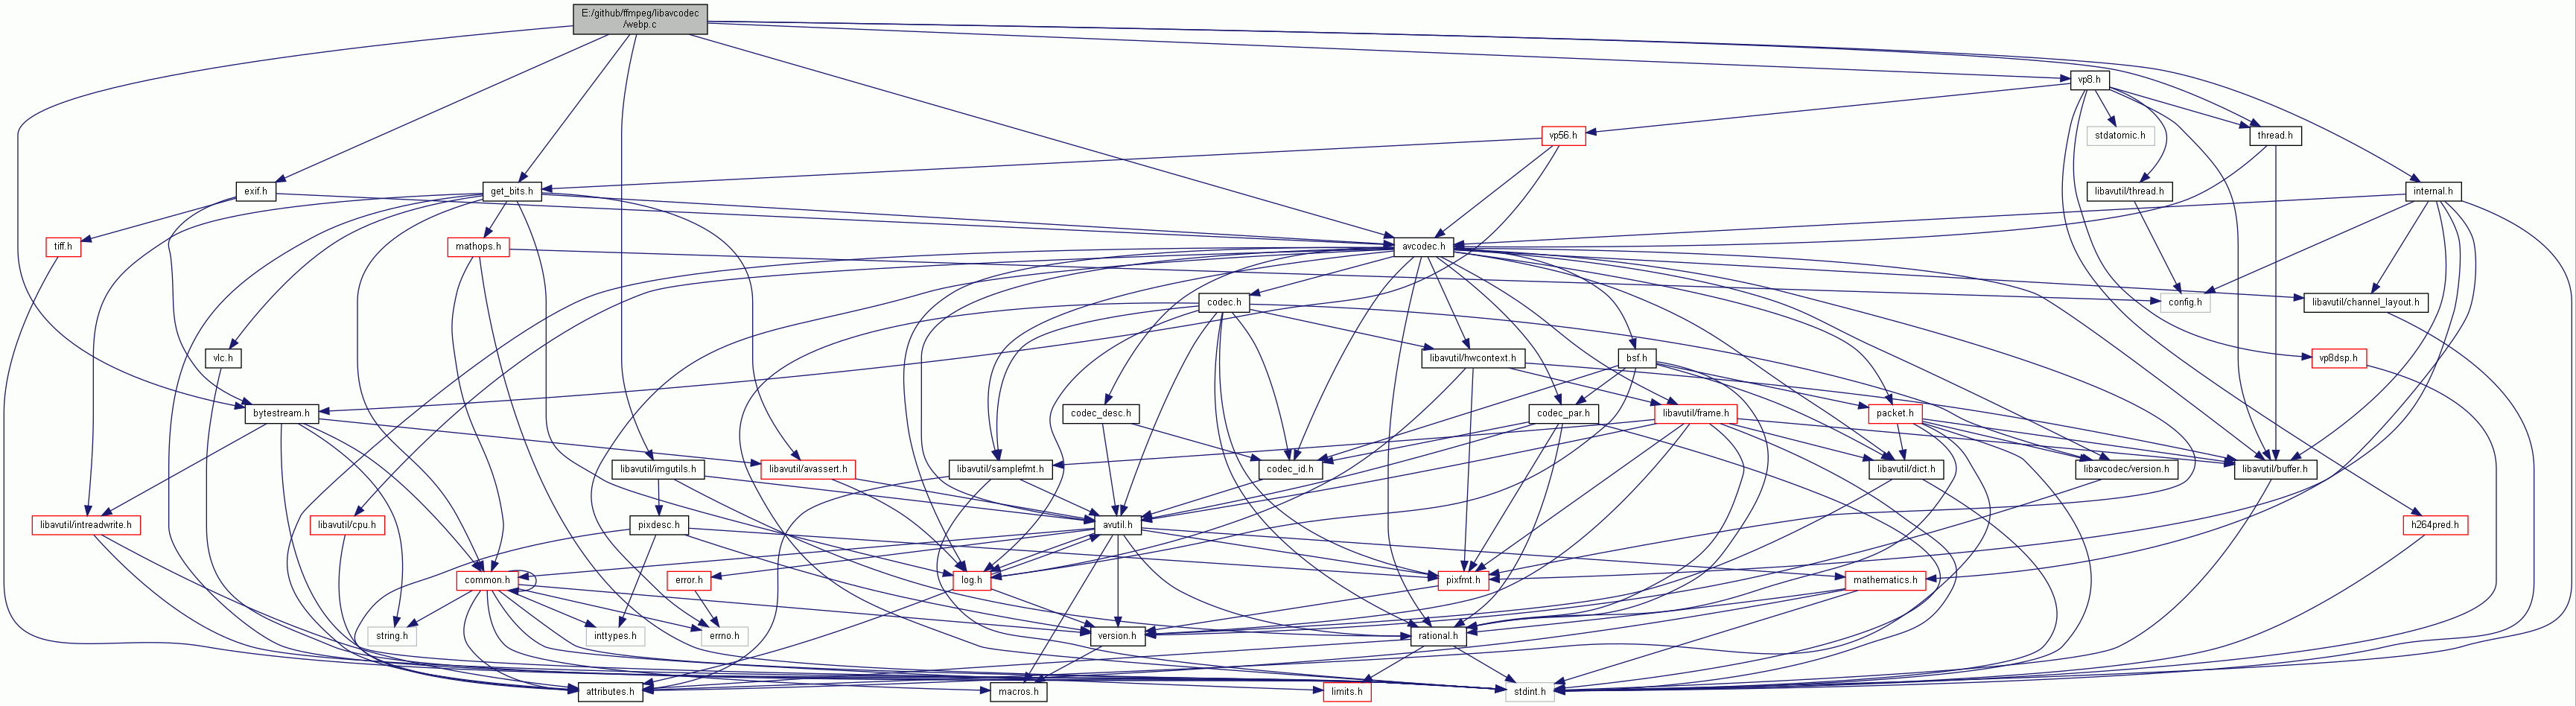 E:/github/ffmpeg/libavcodec
/webp.c
vp8.h
vp56.h
stdatomic.h
thread.h
exif.h
get_bits.h
libavutil/thread.h
internal.h
tiff.h
mathops.h
avcodec.h
codec.h
config.h
libavutil/channel_layout.h
vlc.h
libavutil/hwcontext.h
bsf.h
vp8dsp.h
bytestream.h
codec_desc.h
codec_par.h
libavutil/frame.h
packet.h
libavutil/imgutils.h
libavutil/avassert.h
libavutil/samplefmt.h
codec_id.h
libavutil/dict.h
libavcodec/version.h
libavutil/buffer.h
libavutil/intreadwrite.h
libavutil/cpu.h
pixdesc.h
avutil.h
h264pred.h
common.h
error.h
log.h
pixfmt.h
mathematics.h
string.h
inttypes.h
errno.h
version.h
rational.h
attributes.h
macros.h
limits.h
stdint.h